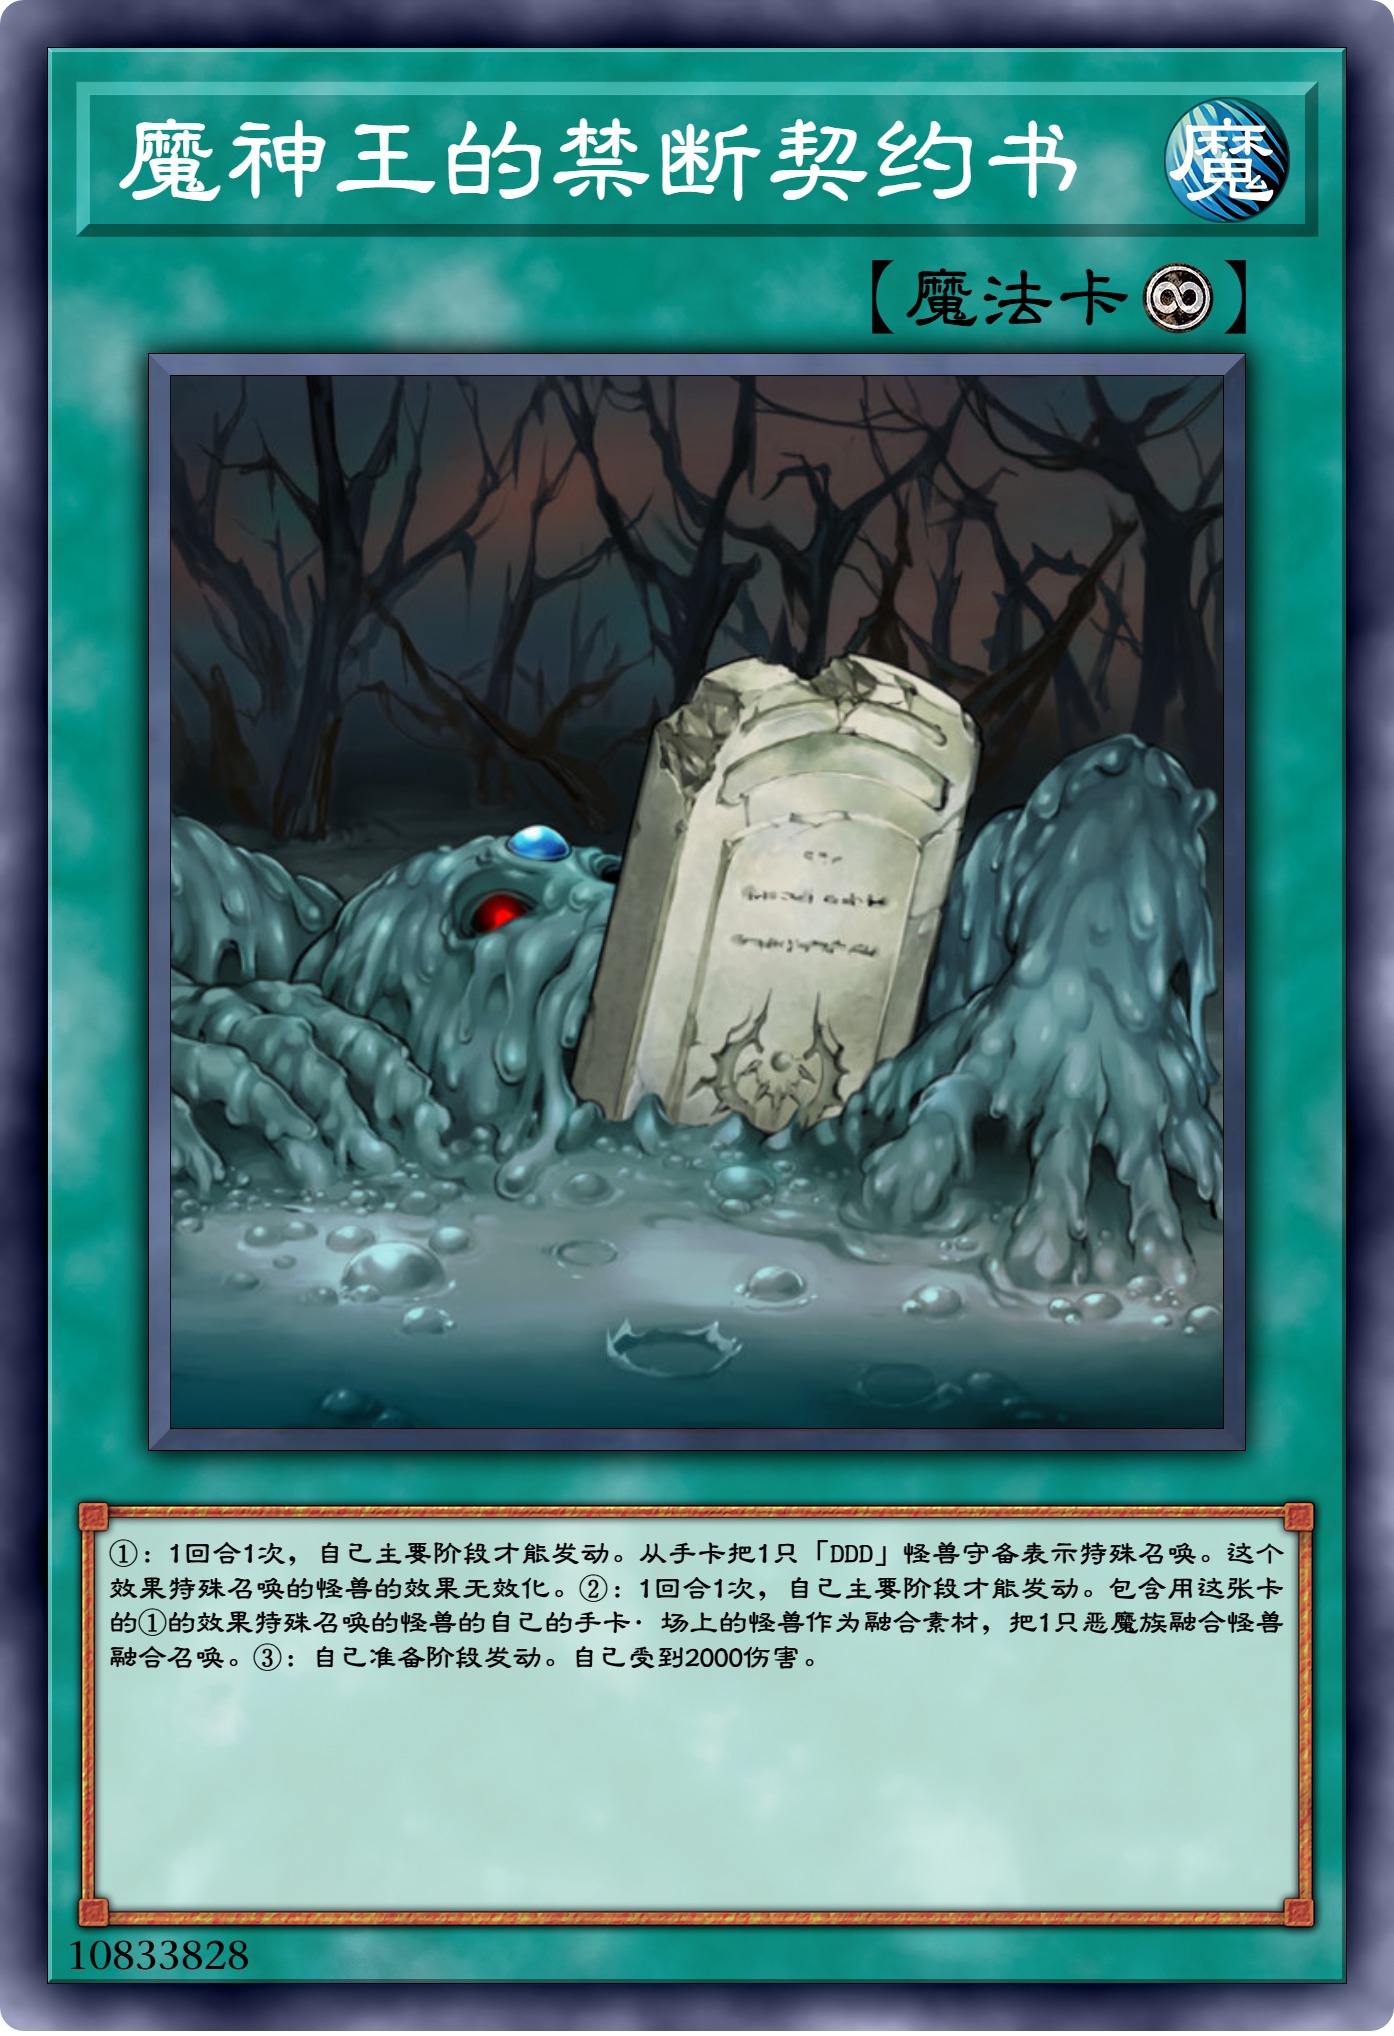 魔神王的禁断契约书 魔
【魔法卡】
①：1回合1次，自己主要阶段才能发动。从手卡把1只「DDD」怪兽守备表示特殊召唤。这个
效果特殊召唤的怪兽的效果无效化。②：1回合1次，自己主要阶段才能发动。包含用这张卡
的①的效果特殊召唤的怪兽的自己的手卡·场上的怪兽作为融合素材，把1只恶魔族融合怪兽
融合召唤。③：自己准备阶段发动。自己受到2000伤害。
10833828